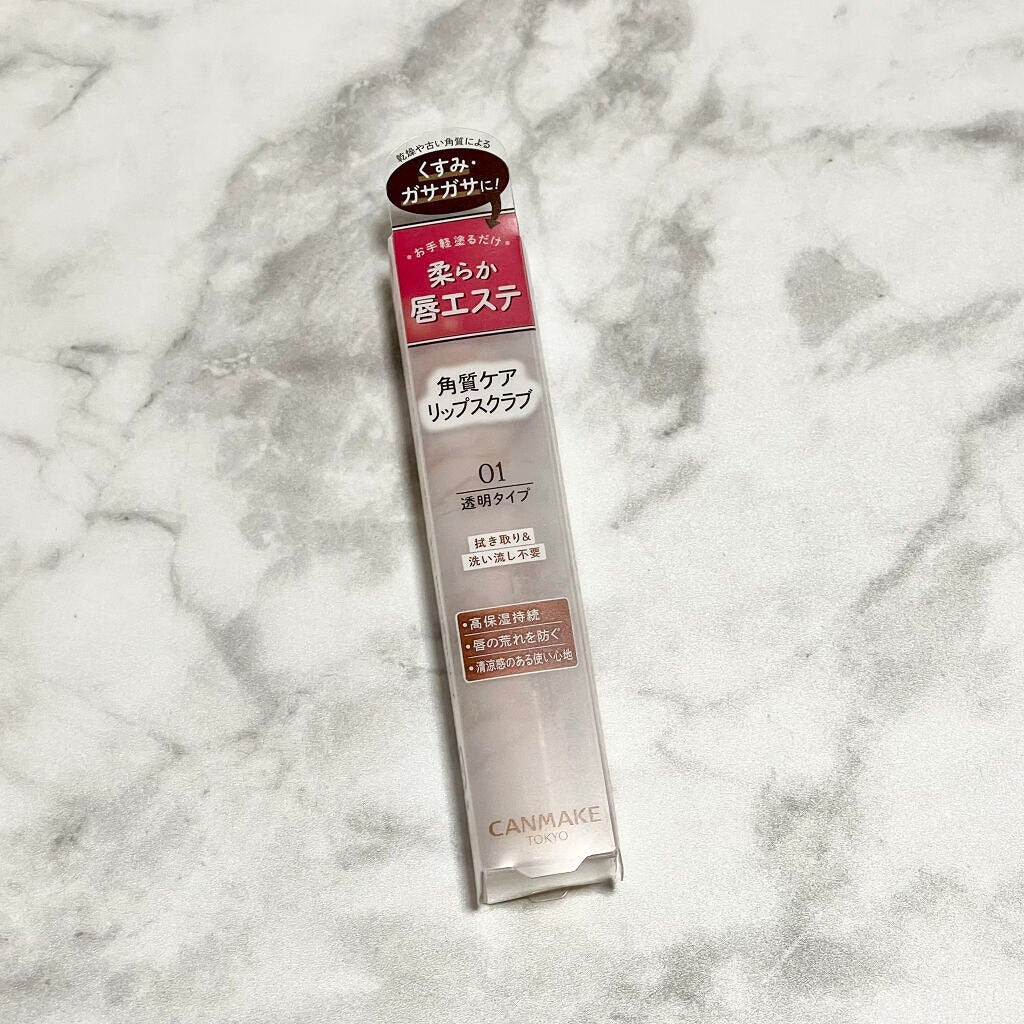 乾燥や古い角質による
くすみ・
ガサガサに!
お手軽塗るだけ
柔らか
唇エステ
角質ケア
リップスクラブ
01
透明タイプ
拭き取り&
洗い流し不要
•高保湿持続
•唇の荒れを防ぐ
•清涼感のある使い心地
CANMAKE
TOKYO